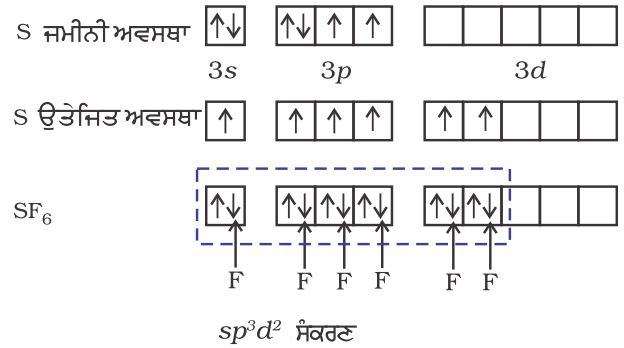 S ਜਮੀਨੀ ਅਵਸਥਾ
3s 3p 3d
S ਉਤੇਜਿਤ ਅਵਸਥਾ
SF₆
F F F F F F
sp³d² ਸੰਕਰਣ